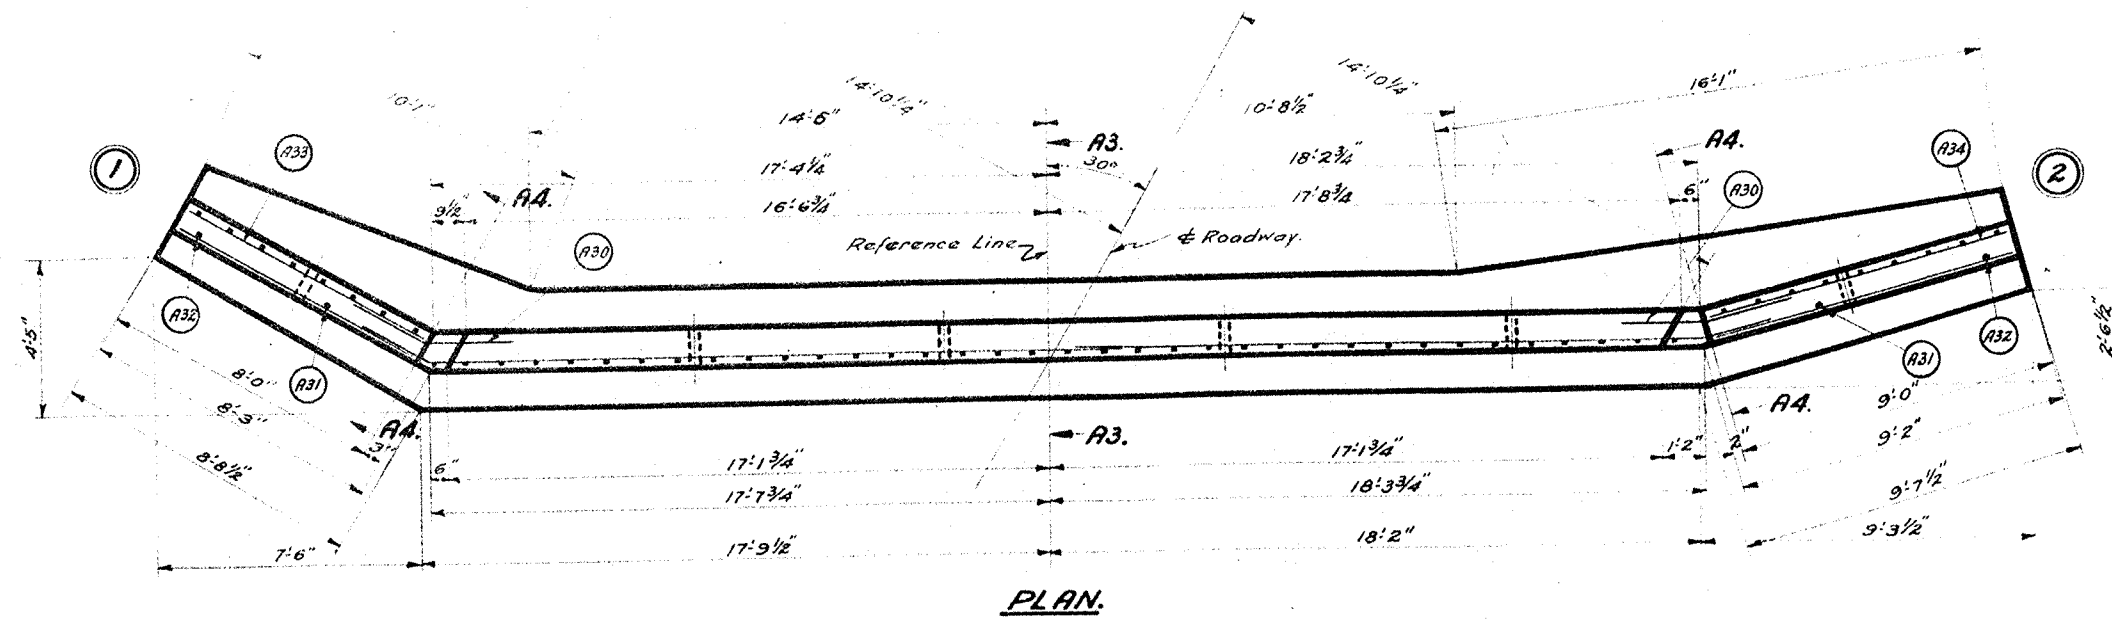 14'-10¼"
14'-10¼"
16'-1"
10'-1"
10'-8½"
14'-6"
A3.
A4.
1
A33
17'-4¼"
30°
18'-2¾"
A34
2
9½"
A4.
16'-6¾"
17'-8¾"
6"
A30
A30
Reference Line
℄ Roadway.
A32
4'-5"
A31
A32
A31
2'-6½"
8'-0"
8'-3"
A4.
3"
A3.
A4.
9'-0"
9'-2"
8'-8½"
6"
17'-1¾"
17'-1¾"
1'-2"
2"
17'-7¾"
18'-3¾"
9'-7½"
7'-6"
17'-9½"
18'-2"
9'-3½"
PLAN.